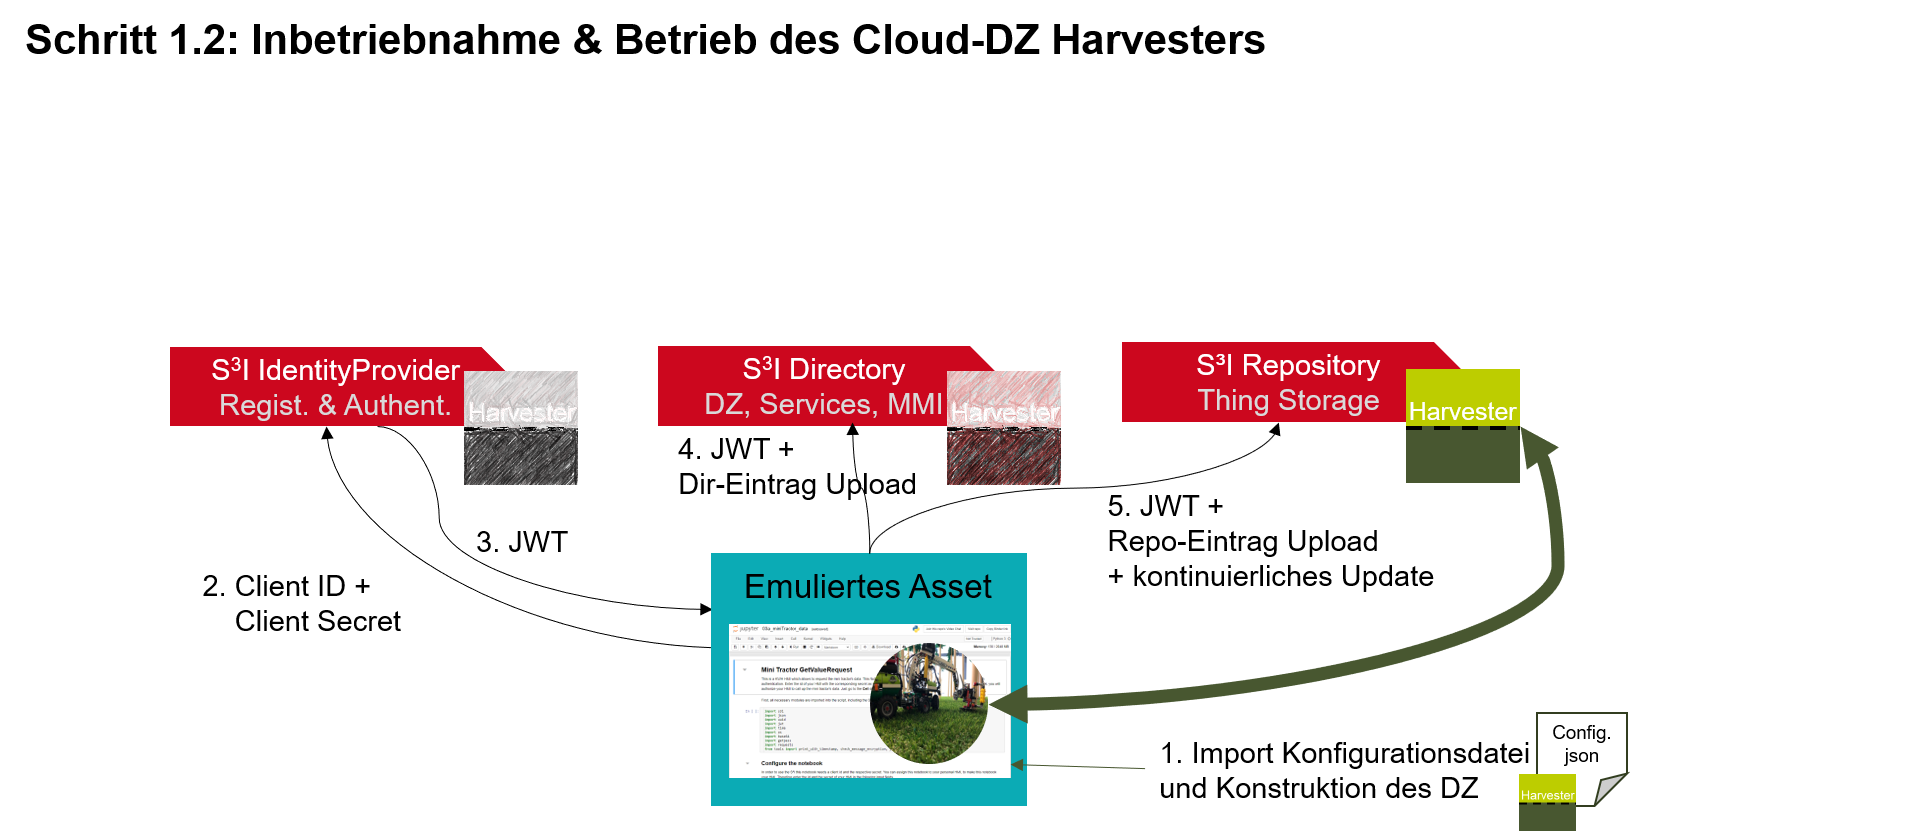 Schritt 1.2: Inbetriebnahme & Betrieb des Cloud-DZ Harvesters
S³I IdentityProvider
Regist. & Authent.
Harvester
S³I Directory
DZ, Services, MMI
Harvester
S³I Repository
Thing Storage
Harvester
4. JWT +
Dir-Eintrag Upload
5. JWT +
Repo-Eintrag Upload
+ kontinuierliches Update
3. JWT
2. Client ID +
Client Secret
Emuliertes Asset
Mini Tractor GetValueRequest
Configure the notebook
1. Import Konfigurationsdatei
und Konstruktion des DZ
Config.
json
Harvester